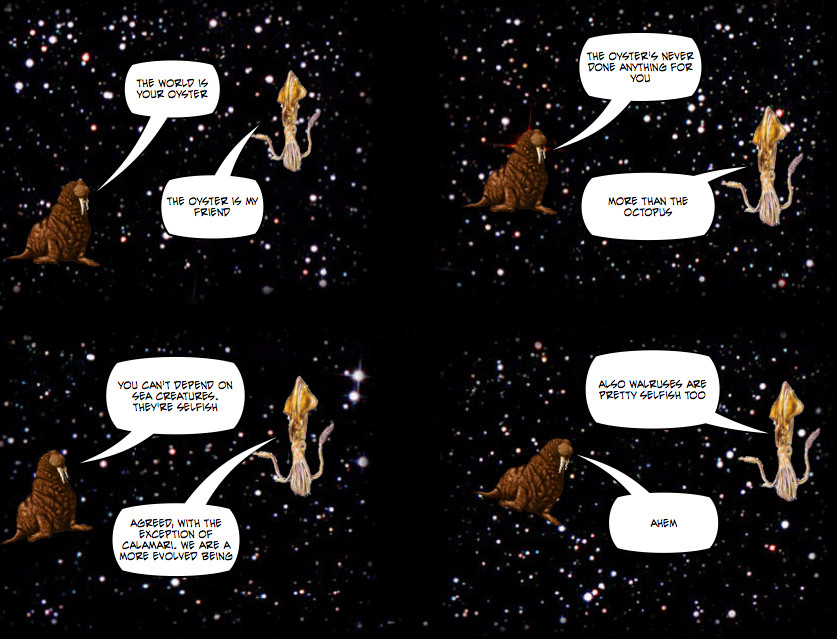 THE WORLD IS
YOUR OYSTER
THE OYSTER IS MY
FRIEND
THE OYSTER'S NEVER
DONE ANYTHING FOR
YOU
MORE THAN THE
OCTOPUS
YOU CAN'T DEPEND ON
SEA CREATURES.
THEY'RE SELFISH
AGREED, WITH THE
EXCEPTION OF
CALAMARI. WE ARE A
MORE EVOLVED BEING
ALSO WALRUSES ARE
PRETTY SELFISH TOO
AHEM